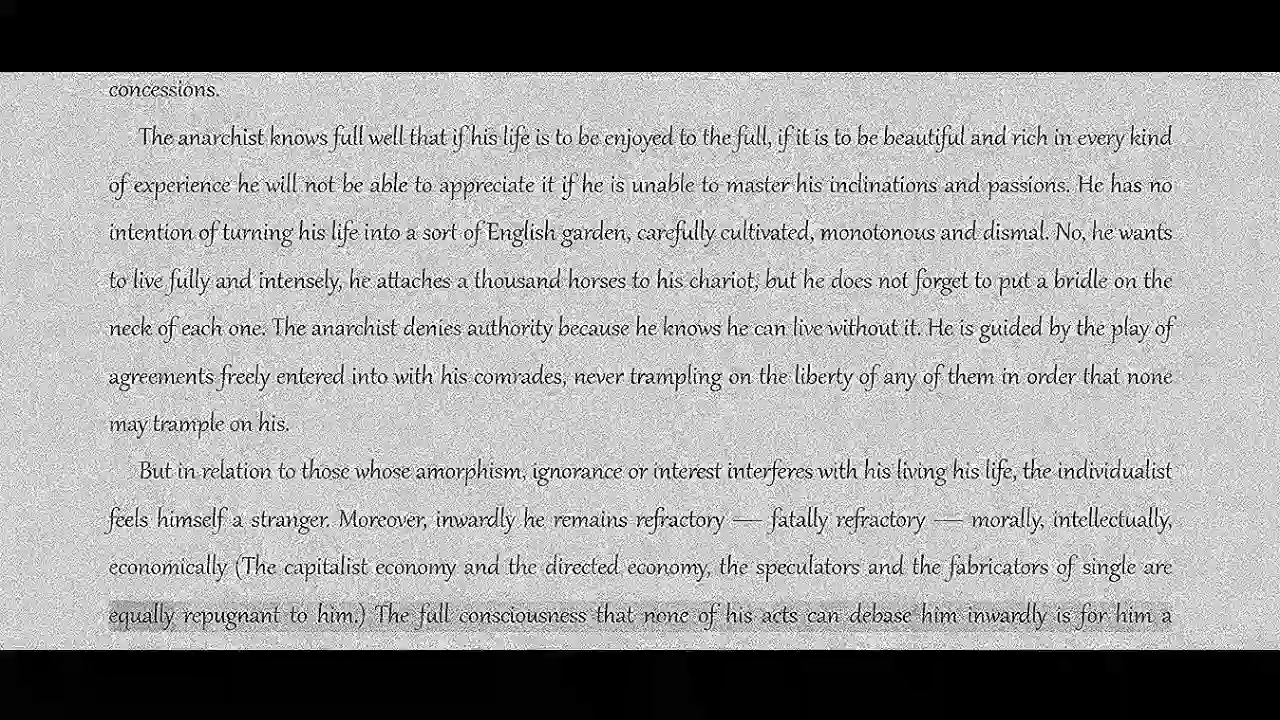 concessions.
The anarchist knows full well that if his life is to be enjoyed to the full, if it is to be beautiful and rich in every kind
of experience he will not be able to appreciate it if he is unable to master his inclinations and passions. He has no
intention of turning his life into a sort of English garden, carefully cultivated, monotonous and dismal. No, he wants
to live fully and intensely, he attaches a thousand horses to his chariot, but he does not forget to put a bridle on the
neck of each one. The anarchist denies authority because he knows he can live without it. He is guided by the play of
agreements freely entered into with his comrades, never trampling on the liberty of any of them in order that none
may trample on his.
But in relation to those whose amorphism, ignorance or interest interferes with his living his life, the individualist
feels himself a stranger. Moreover, inwardly he remains refractory — fatally refractory — morally, intellectually,
economically (The capitalist economy and the directed economy, the speculators and the fabricators of single are
equally repugnant to him.) The full consciousness that none of his acts can debase him inwardly is for him a